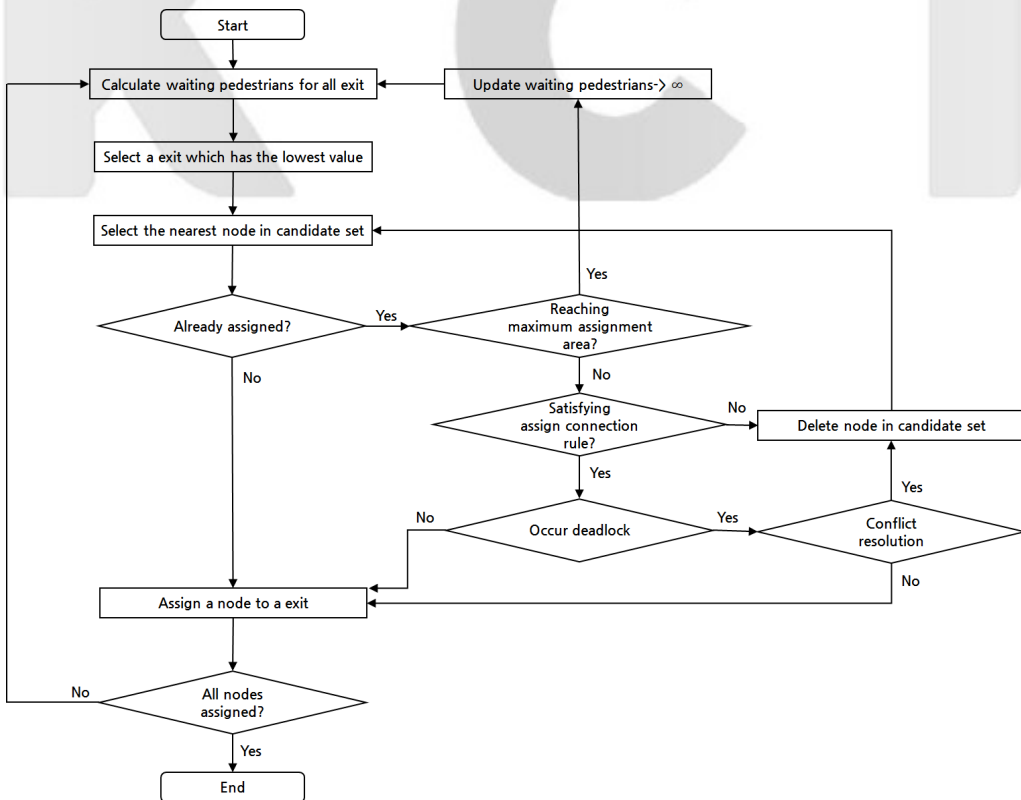 Start
Calculate waiting pedestrians for all exit
Update waiting pedestrians-> ∞
Select a exit which has the lowest value
Select the nearest node in candidate set
Yes
Already assigned?
Yes
Reaching
maximum assignment
area?
No
No
Satisfying
assign connection
rule?
No
Delete node in candidate set
Yes
Yes
No
Occur deadlock
Yes
Conflict
resolution
No
Assign a node to a exit
No
All nodes
assigned?
Yes
End
KCI